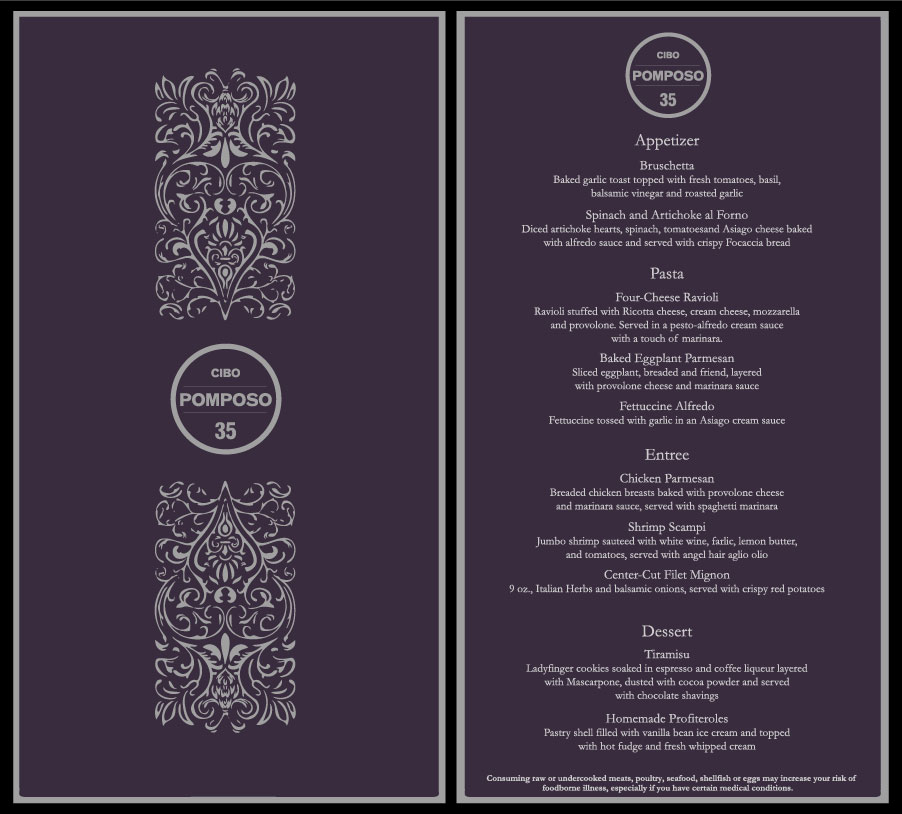 CIBO
POMPOSO
35
CIBO
POMPOSO
35
Appetizer
Bruschetta
Baked garlic toast topped with fresh tomatoes, basil,
balsamic vinegar and roasted garlic
Spinach and Artichoke al Forno
Diced artichoke hearts, spinach, tomatoesand Asiago cheese baked
with alfredo sauce and served with crispy Focaccia bread
Pasta
Four-Cheese Ravioli
Ravioli stuffed with Ricotta cheese, cream cheese, mozzarella
and provolone. Served in a pesto-alfredo cream sauce
with a touch of marinara.
Baked Eggplant Parmesan
Sliced eggplant, breaded and friend, layered
with provolone cheese and marinara sauce
Fettuccine Alfredo
Fettuccine tossed with garlic in an Asiago cream sauce
Entree
Chicken Parmesan
Breaded chicken breasts baked with provolone cheese
and marinara sauce, served with spaghetti marinara
Shrimp Scampi
Jumbo shrimp sauteed with white wine, farlic, lemon butter,
and tomatoes, served with angel hair aglio olio
Center-Cut Filet Mignon
9 oz., Italian Herbs and balsamic onions, served with crispy red potatoes
Dessert
Tiramisu
Ladyfinger cookies soaked in espresso and coffee liqueur layered
with Mascarpone, dusted with cocoa powder and served
with chocolate shavings
Homemade Profiteroles
Pastry shell filled with vanilla bean ice cream and topped
with hot fudge and fresh whipped cream
Consuming raw or undercooked meats, poultry, seafood, shellfish or eggs may increase your risk of
foodborne illness, especially if you have certain medical conditions.